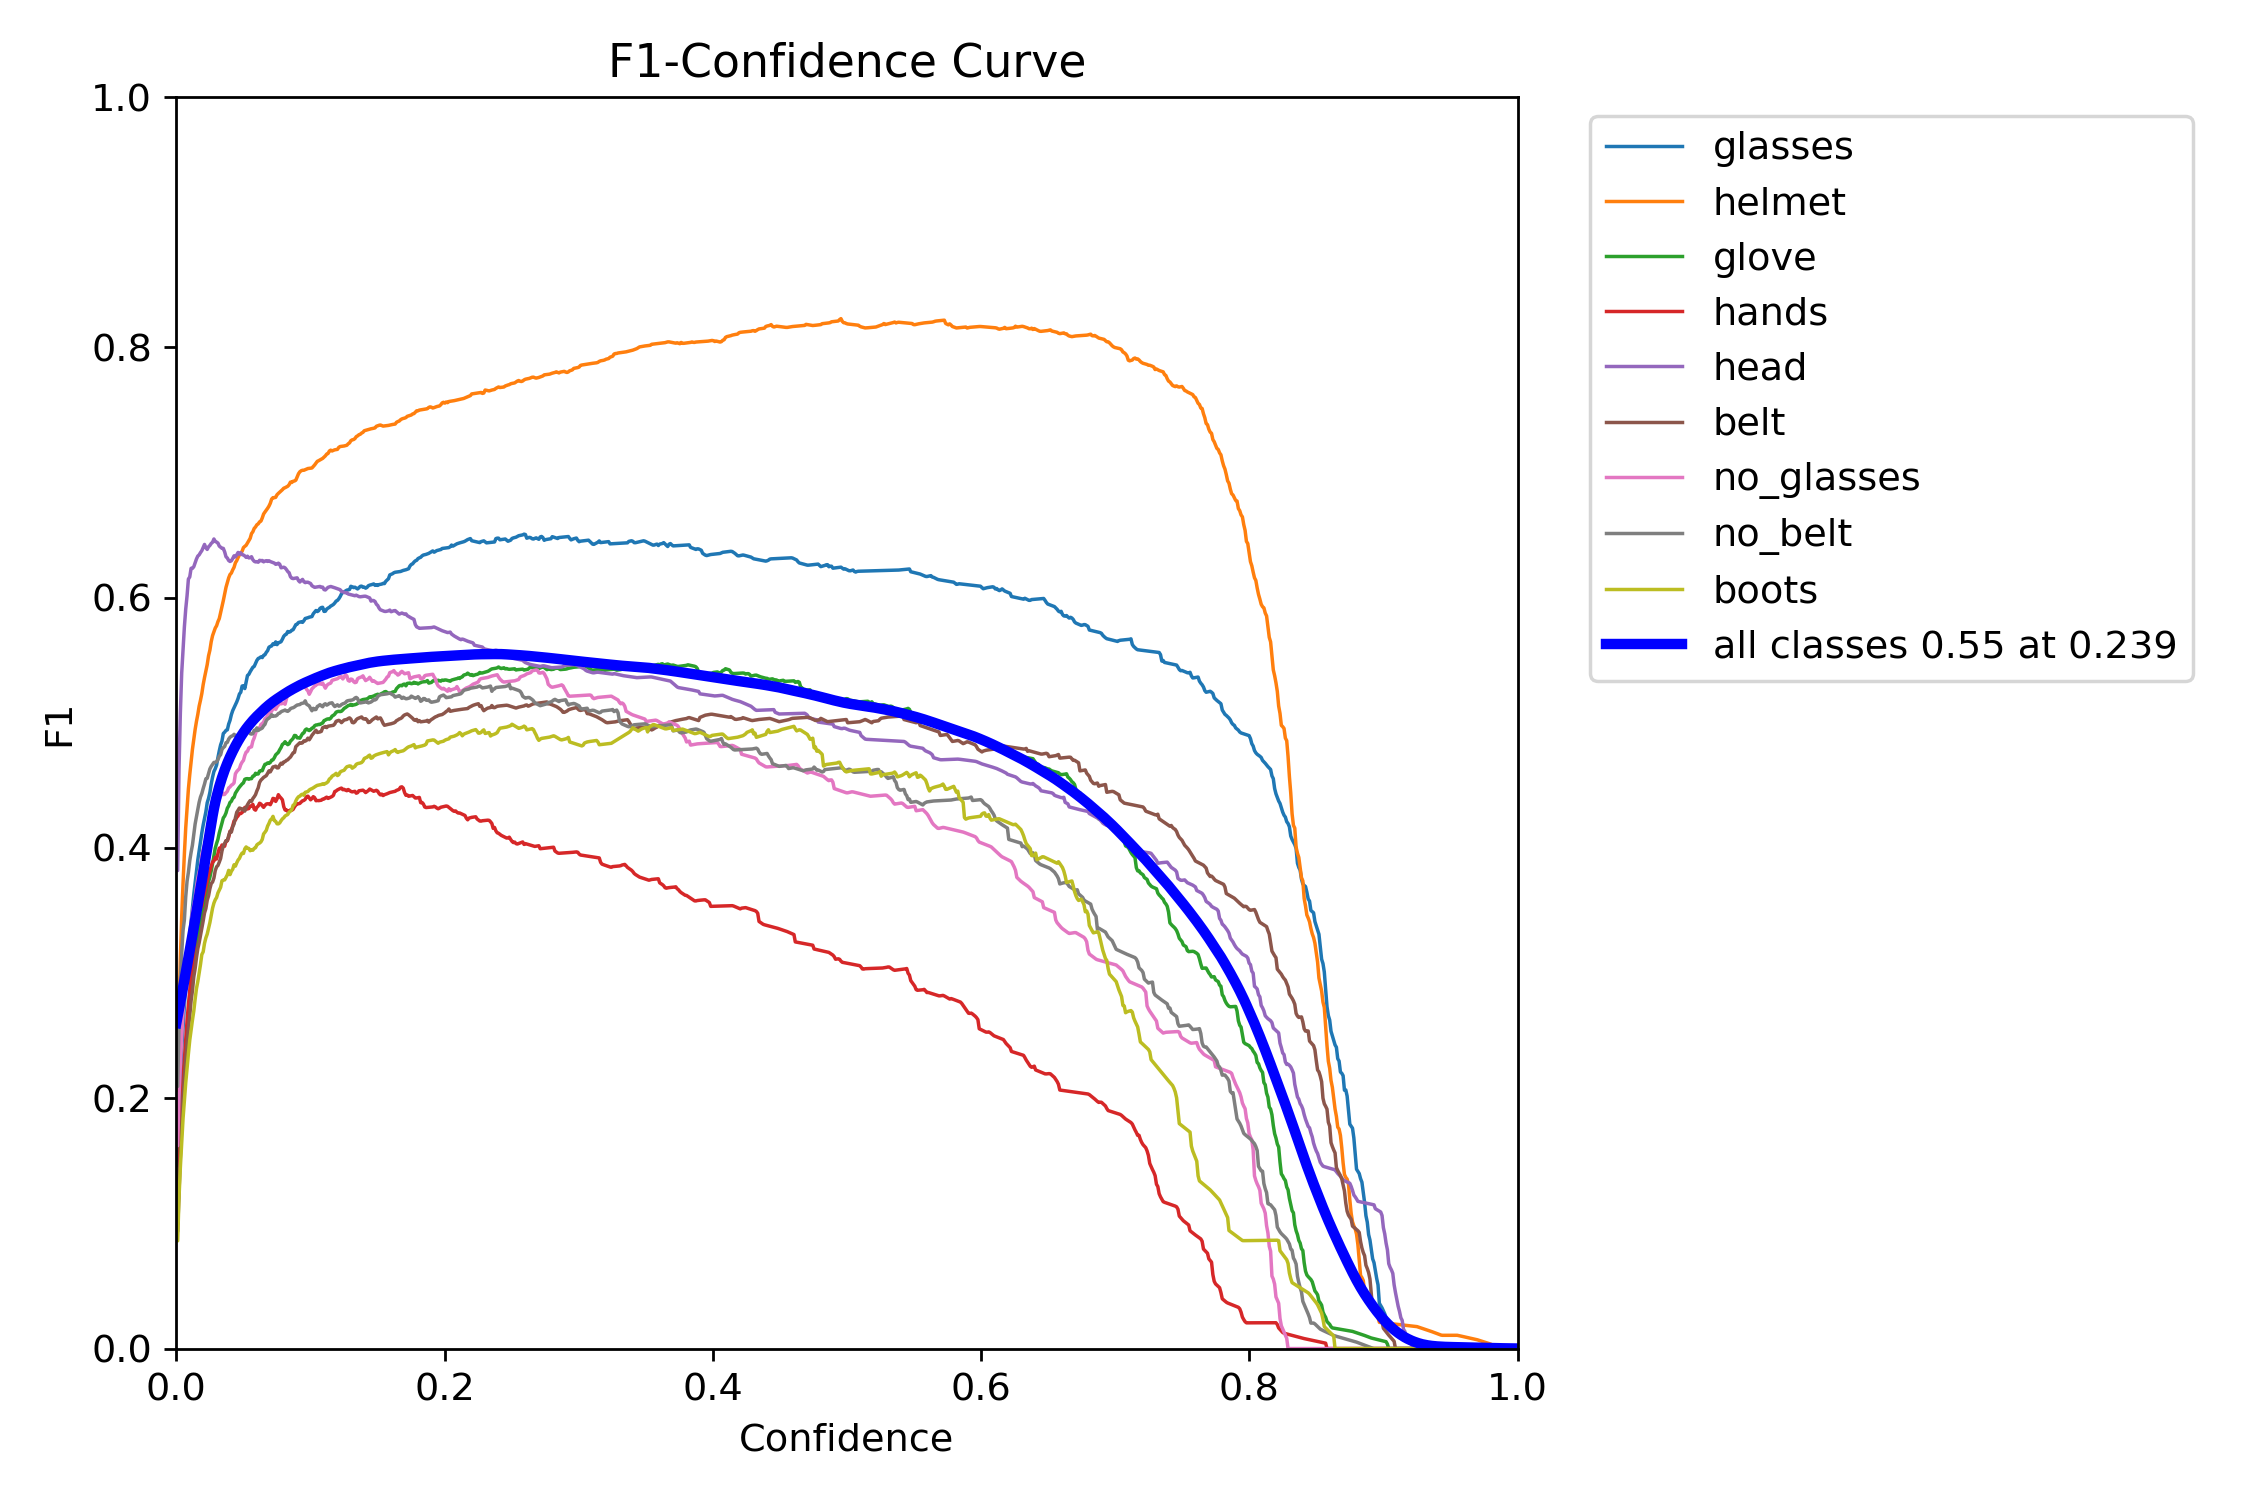 F1-Confidence Curve
1.0
0.8
0.6
0.4
0.2
0.0
F1
0.0 0.2 0.4 0.6 0.8 1.0
Confidence
glasses
helmet
glove
hands
head
belt
no_glasses
no_belt
boots
all classes 0.55 at 0.239